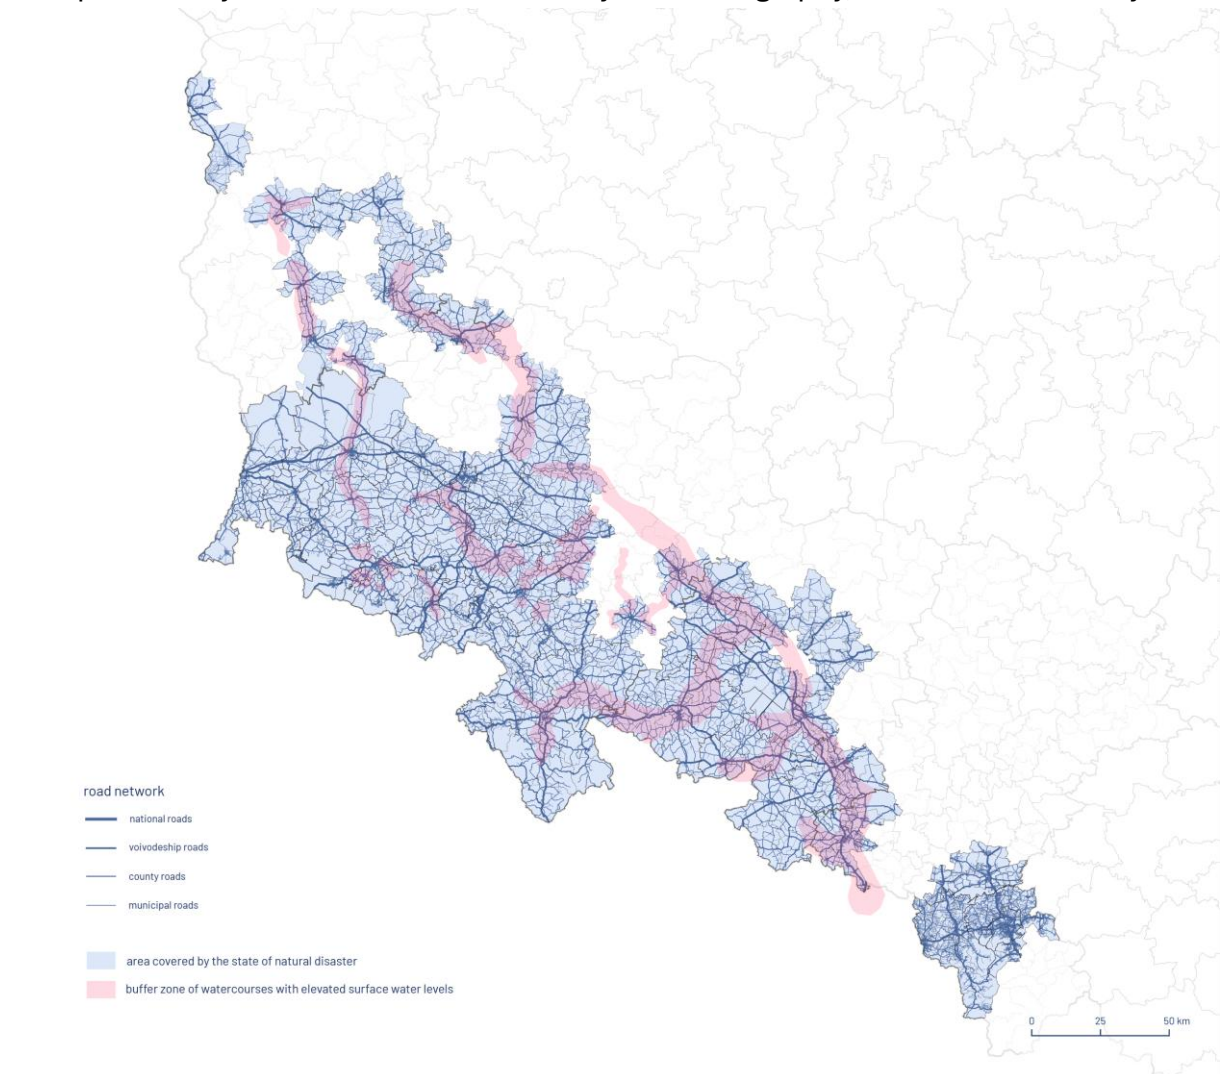 road network
national roads
voivodeship roads
county roads
municipal roads
area covered by the state of natural disaster
buffer zone of watercourses with elevated surface water levels
0 25 50 km